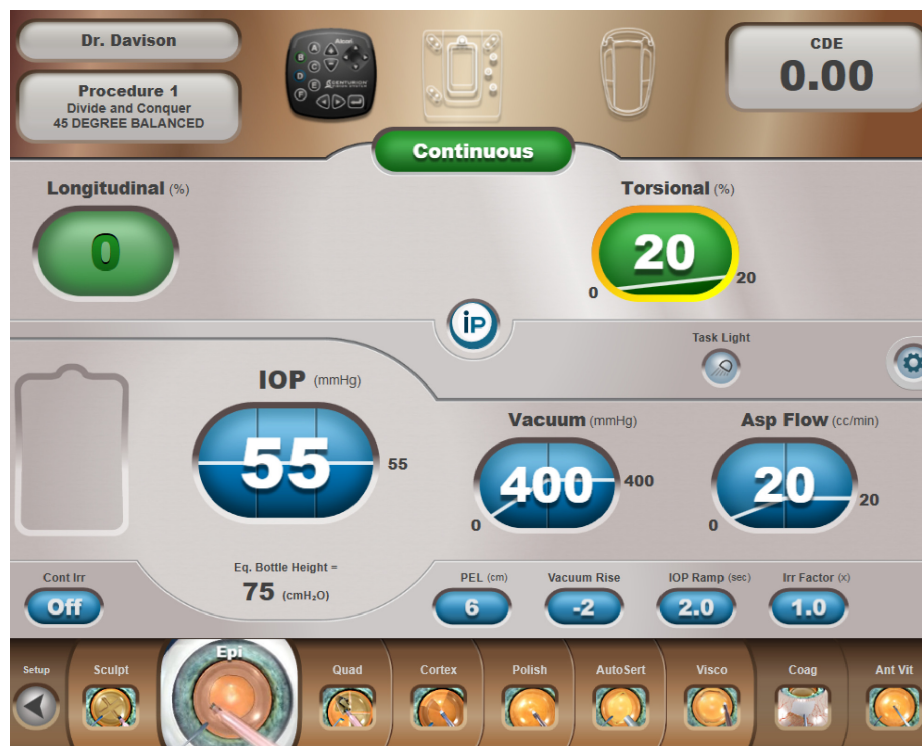 Dr. Davison
Procedure 1
Divide and Conquer
45 DEGREE BALANCED
Alcon
A
B
C
D
E
F
CENTURION
CDE
0.00
Continuous
Longitudinal (%)
0
Torsional (%)
20
0
20
iP
Task Light
IOP (mmHg)
55
55
Vacuum (mmHg)
400
0
400
Asp Flow (cc/min)
20
0
20
Eq. Bottle Height =
75 (cmH₂O)
Cont Irr
Off
PEL (cm)
6
Vacuum Rise
-2
IOP Ramp (sec)
2.0
Irr Factor (x)
1.0
Setup
Sculpt
Epi
Quad
Cortex
Polish
AutoSert
Visco
Coag
Ant Vit